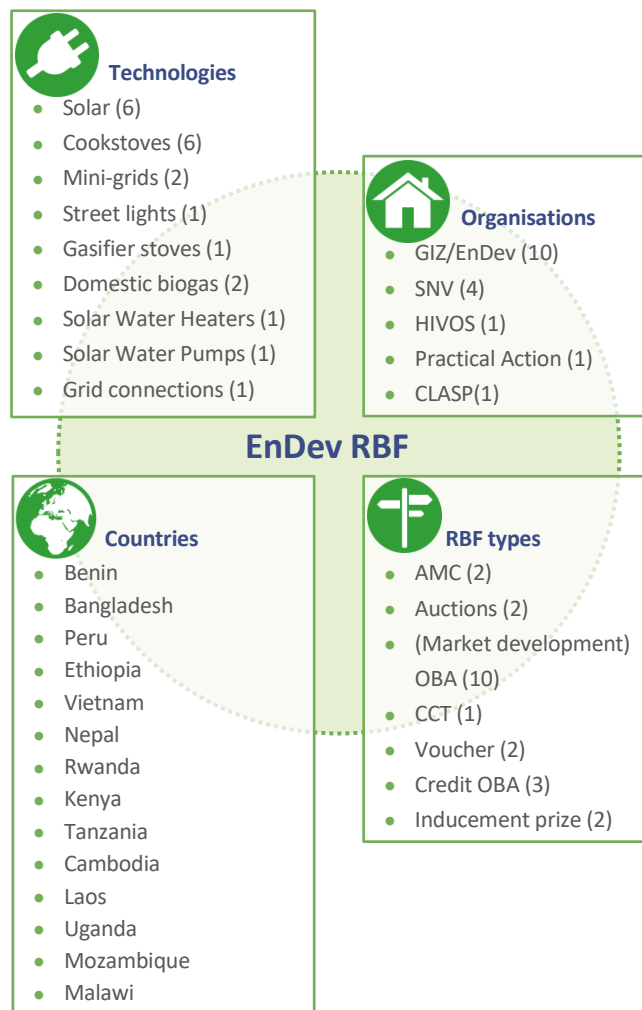 Technologies
• Solar (6)
• Cookstoves (6)
• Mini-grids (2)
• Street lights (1)
• Gasifier stoves (1)
• Domestic biogas (2)
• Solar Water Heaters (1)
• Solar Water Pumps (1)
• Grid connections (1)
Organisations
• GIZ/EnDev (10)
• SNV (4)
• HIVOS (1)
• Practical Action (1)
• CLASP(1)
EnDev RBF
Countries
• Benin
• Bangladesh
• Peru
• Ethiopia
• Vietnam
• Nepal
• Rwanda
• Kenya
• Tanzania
• Cambodia
• Laos
• Uganda
• Mozambique
• Malawi
RBF types
• AMC (2)
• Auctions (2)
• (Market development)
OBA (10)
• CCT (1)
• Voucher (2)
• Credit OBA (3)
• Inducement prize (2)